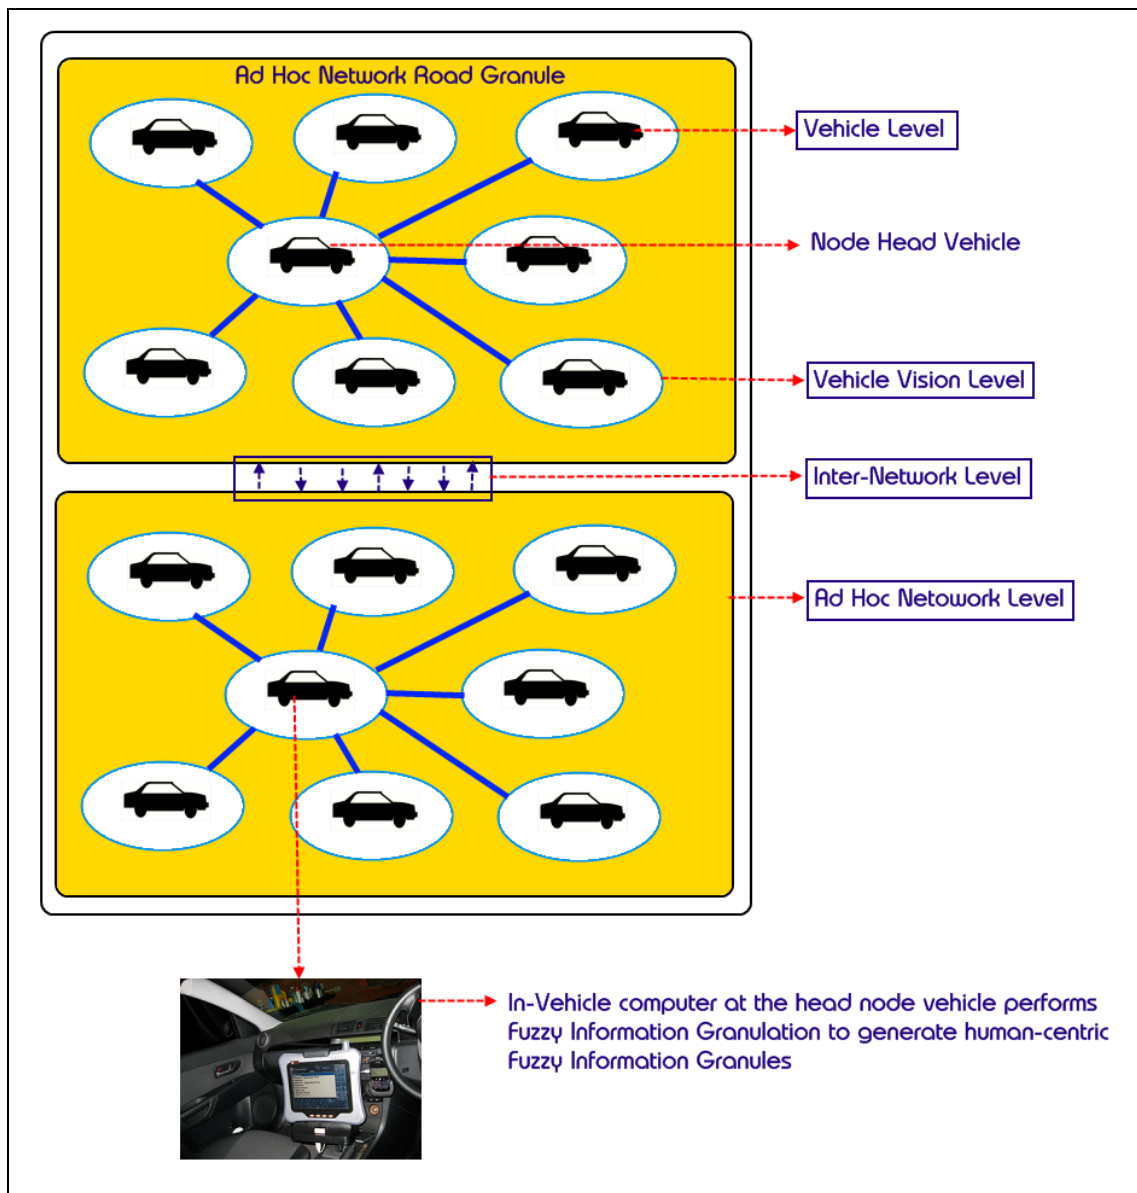 Ad Hoc Network Road Granule
Vehicle Level
Node Head Vehicle
Vehicle Vision Level
Inter-Network Level
Ad Hoc Netowork Level
In-Vehicle computer at the head node vehicle performs
Fuzzy Information Granulation to generate human-centric
Fuzzy Information Granules